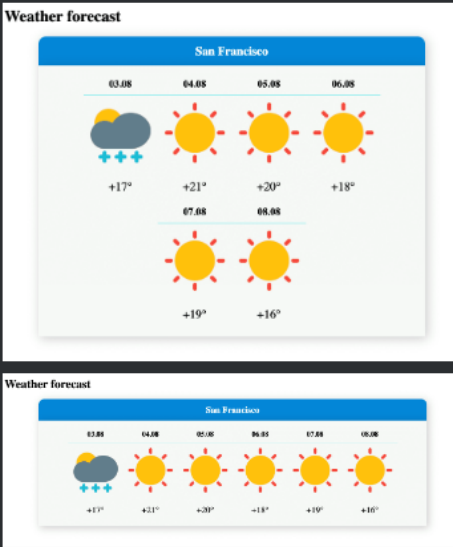 Weather forecast
San Francisco
03.08 04.08 05.08 06.08
+17° +21° +20° +18°
07.08 08.08
+19° +16°
Weather forecast
San Francisco
03.08 04.08 05.08 06.08 07.08 08.08
+17° +21° +20° +18° +19° +16°